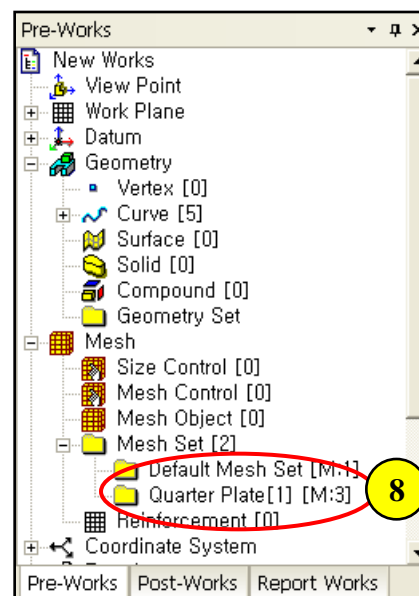 Pre-Works
New Works
View Point
Work Plane
Datum
Geometry
Vertex [0]
Curve [5]
Surface [0]
Solid [0]
Compound [0]
Geometry Set
Mesh
Size Control [0]
Mesh Control [0]
Mesh Object [0]
Mesh Set [2]
Default Mesh Set [M:1]
Quarter Plate[1] [M:3]
8
Reinforcement [0]
Coordinate System
Pre-Works Post-Works Report Works